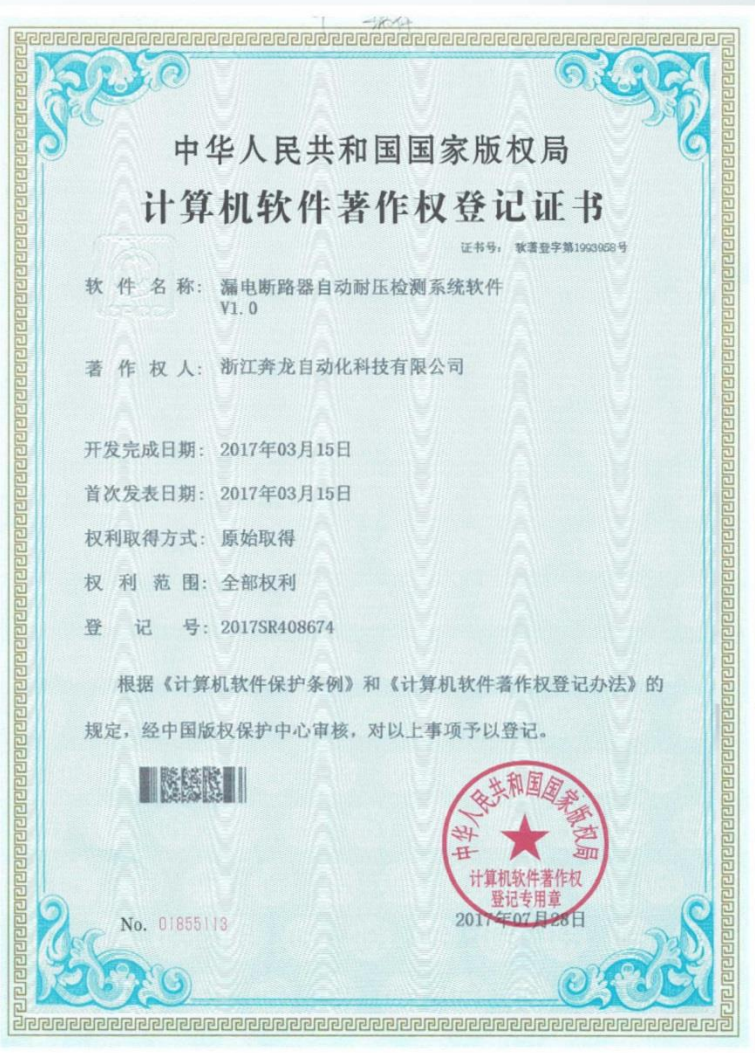 中华人民共和国国家版权局
计算机软件著作权登记证书
证书号： 软著登字第1993958号
软件名称： 漏电断路器自动耐压检测系统软件
V1.0
著作权人： 浙江奔龙自动化科技有限公司
开发完成日期： 2017年03月15日
首次发表日期： 2017年03月15日
权利取得方式： 原始取得
权利范围： 全部权利
登记号： 2017SR408674
根据《计算机软件保护条例》和《计算机软件著作权登记办法》的
规定，经中国版权保护中心审核，对以上事项予以登记。
中华人民共和国国家版权局
计算机软件著作权
登记专用章
No. 01855113
2017年07月28日